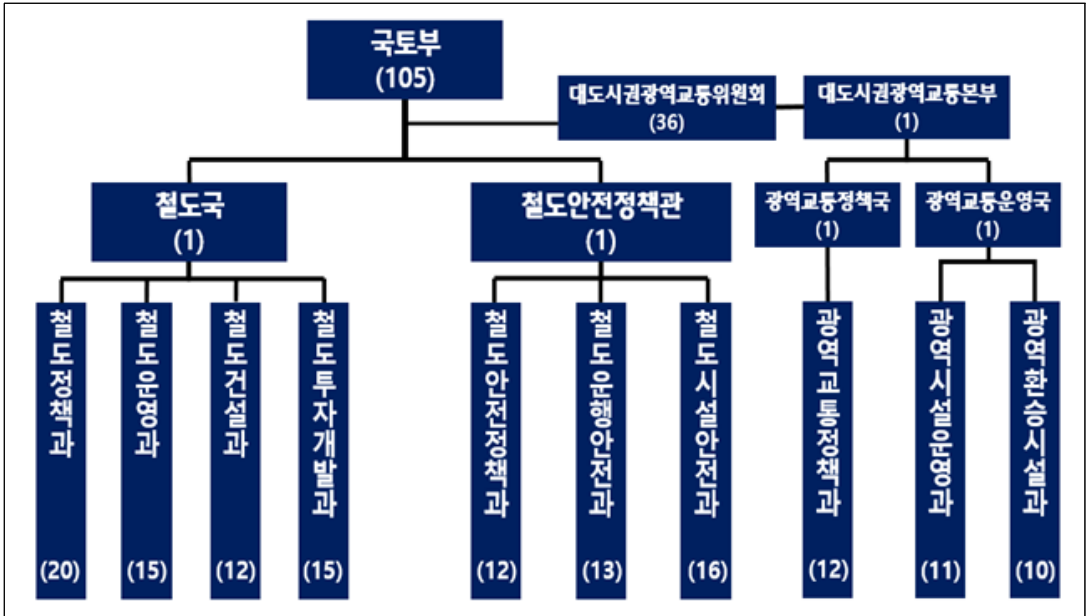 국토부
(105)
대도시권광역교통위원회
(36)
대도시권광역교통본부
(1)
철도국
(1)
철도안전정책관
(1)
광역교통정책국
(1)
광역교통운영국
(1)
철도정책과
(20)
철도운영과
(15)
철도건설과
(12)
철도투자개발과
(15)
철도안전정책과
(12)
철도운행안전과
(13)
철도시설안전과
(16)
광역교통정책과
(12)
광역시설운영과
(11)
광역환승시설과
(10)